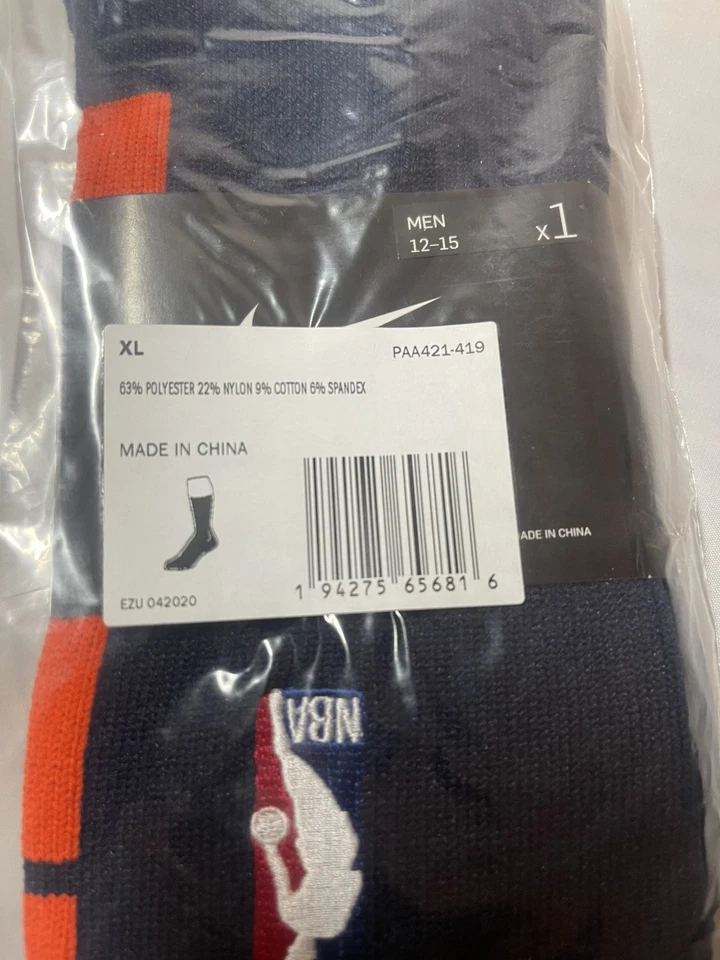 MEN
12–15
x1
XL
PAA421-419
63% POLYESTER 22% NYLON 9% COTTON 6% SPANDEX
MADE IN CHINA
ADE IN CHINA
1 94275 65681 6
EZU 042020
NBA